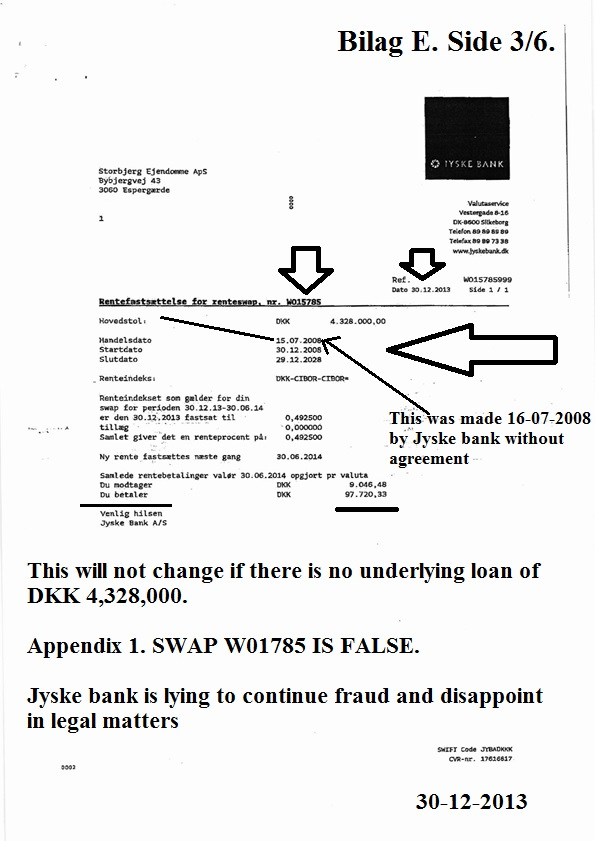 Bilag E. Side 3/6.
JYSKE BANK
Storbjerg Ejendomme ApS
Bybjergvej 43
3060 Espergærde
1
Valutaservice
Vestergade 8-16
DK-8600 Silkeborg
Telefon 89 89 89 89
Telefax 89 89 73 38
www.jyskebank.dk
Ref. W015785999
Dato 30.12.2013 Side 1 / 1
Rentefastsættelse for renteswap, nr. W015785
Hovedstol: DKK 4.328.000,00
Handelsdato 15.07.2008
Startdato 30.12.2008
Slutdato 29.12.2028
Renteindeks: DKK-CIBOR-CIBOR=
Renteindekset som gælder for din
swap for perioden 30.12.13-30.06.14
er den 30.12.2013 fastsat til 0,492500
tillæg 0,000000
Samlet giver det en renteprocent på: 0,492500
This was made 16-07-2008
by Jyske bank without
agreement
Ny rente fastsættes næste gang 30.06.2014
Samlede rentebetalinger valør 30.06.2014 opgjort pr valuta
Du modtager DKK 9.046,48
Du betaler DKK 97.720,33
Venlig hilsen
Jyske Bank A/S
This will not change if there is no underlying loan of
DKK 4,328,000.
Appendix 1. SWAP W01785 IS FALSE.
Jyske bank is lying to continue fraud and disappoint
in legal matters
SWIFT Code JYBADKKK
CVR-nr. 17616617
0003
30-12-2013